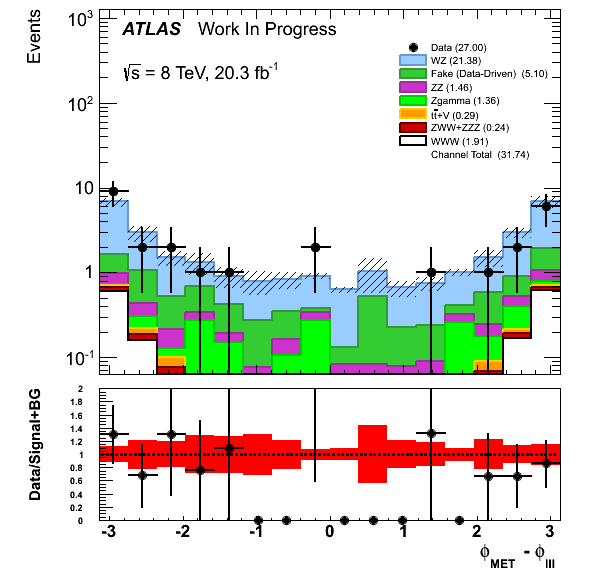 Events
10³
10²
10
1
10⁻¹
ATLAS Work In Progress
√s = 8 TeV, 20.3 fb⁻¹
Data (27.00)
WZ (21.38)
Fake (Data-Driven) (5.10)
ZZ (1.46)
Zgamma (1.36)
tt̄+V (0.29)
ZWW+ZZZ (0.24)
WWW (1.91)
Channel Total (31.74)
Data/Signal+BG
2
1.8
1.6
1.4
1.2
1
0.8
0.6
0.4
0.2
0
-3 -2 -1 0 1 2 3
ϕMET - ϕlll